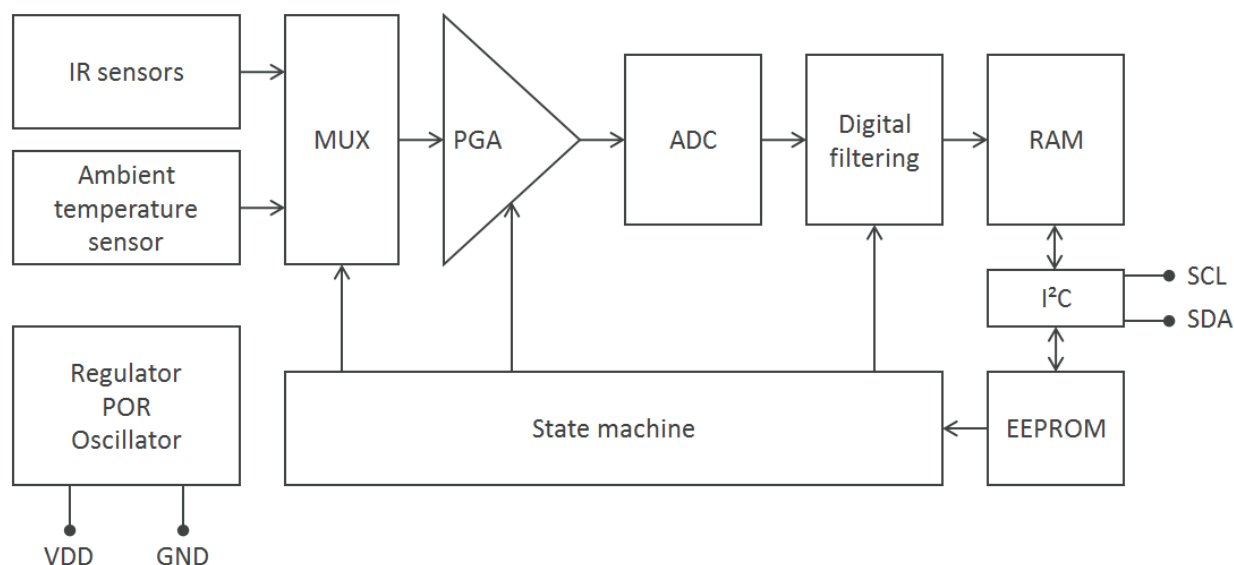 IR sensors
Ambient
temperature
sensor
MUX
PGA
ADC
Digital
filtering
RAM
I²C
SCL
SDA
Regulator
POR
Oscillator
State machine
EEPROM
VDD
GND